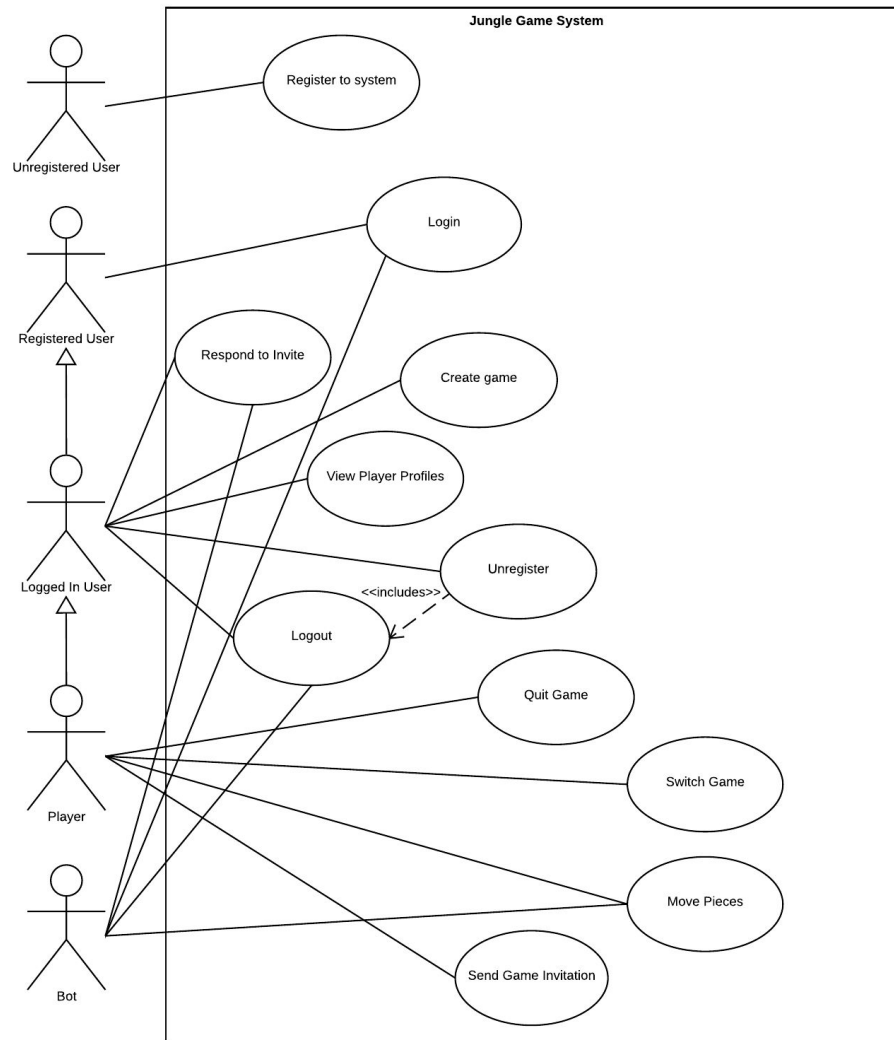 Jungle Game System
Register to system
Unregistered User
Login
Registered User
Respond to Invite
Create game
View Player Profiles
Logged In User
Unregister
<<includes>>
Logout
Quit Game
Switch Game
Player
Move Pieces
Send Game Invitation
Bot